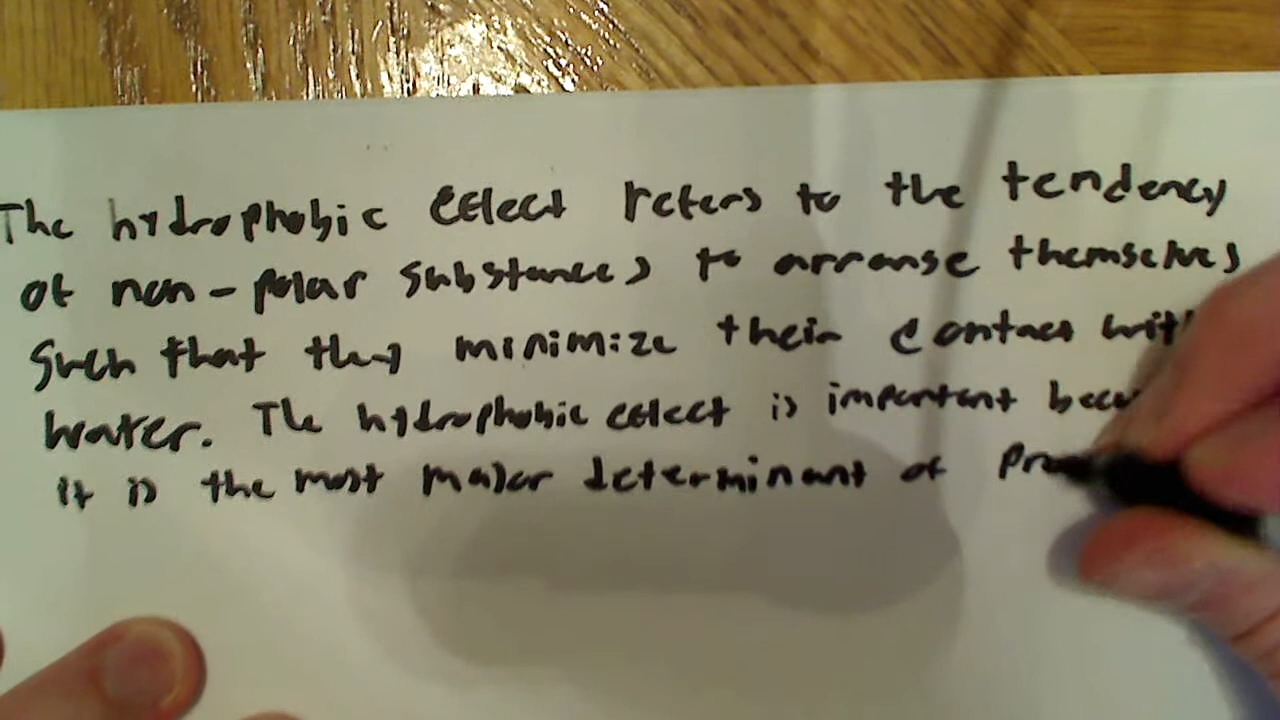 The hydrophobic effect refers to the tendency
of non-polar substances to arrange themselves
such that they minimize their contact with
water. The hydrophobic effect is important
it is the most major determinant of